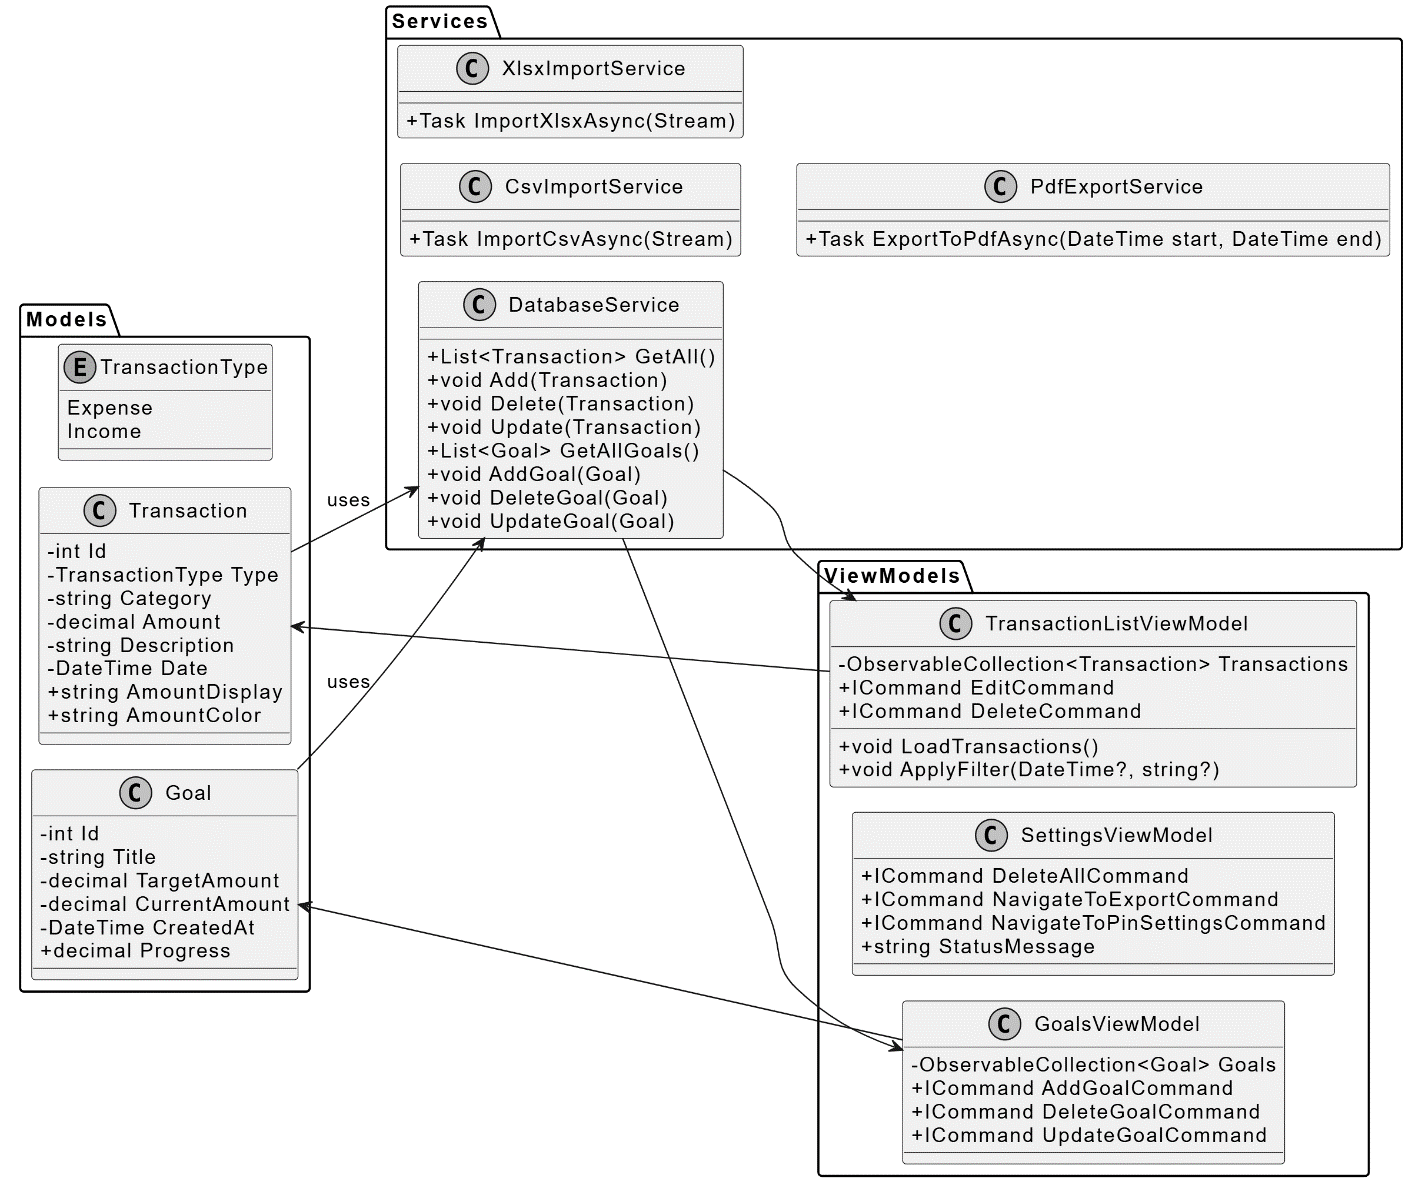 Services
C XlsxImportService
+Task ImportXlsxAsync(Stream)
C CsvImportService
+Task ImportCsvAsync(Stream)
C PdfExportService
+Task ExportToPdfAsync(DateTime start, DateTime end)
C DatabaseService
+List<Transaction> GetAll()
+void Add(Transaction)
+void Delete(Transaction)
+void Update(Transaction)
+List<Goal> GetAllGoals()
+void AddGoal(Goal)
+void DeleteGoal(Goal)
+void UpdateGoal(Goal)
Models
E TransactionType
Expense
Income
C Transaction
-int Id
-TransactionType Type
-string Category
-decimal Amount
-string Description
-DateTime Date
+string AmountDisplay
+string AmountColor
C Goal
-int Id
-string Title
-decimal TargetAmount
-decimal CurrentAmount
-DateTime CreatedAt
+decimal Progress
uses
uses
ViewModels
C TransactionListViewModel
-ObservableCollection<Transaction> Transactions
+ICommand EditCommand
+ICommand DeleteCommand
+void LoadTransactions()
+void ApplyFilter(DateTime?, string?)
C SettingsViewModel
+ICommand DeleteAllCommand
+ICommand NavigateToExportCommand
+ICommand NavigateToPinSettingsCommand
+string StatusMessage
C GoalsViewModel
-ObservableCollection<Goal> Goals
+ICommand AddGoalCommand
+ICommand DeleteGoalCommand
+ICommand UpdateGoalCommand